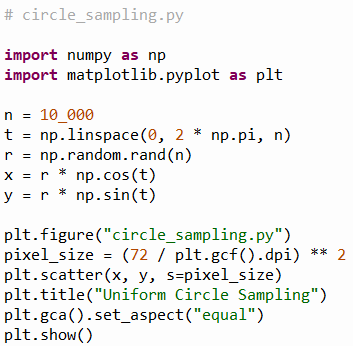 # circle_sampling.py
import numpy as np
import matplotlib.pyplot as plt
n = 10_000
t = np.linspace(0, 2 * np.pi, n)
r = np.random.rand(n)
x = r * np.cos(t)
y = r * np.sin(t)
plt.figure("circle_sampling.py")
pixel_size = (72 / plt.gcf().dpi) ** 2
plt.scatter(x, y, s=pixel_size)
plt.title("Uniform Circle Sampling")
plt.gca().set_aspect("equal")
plt.show()